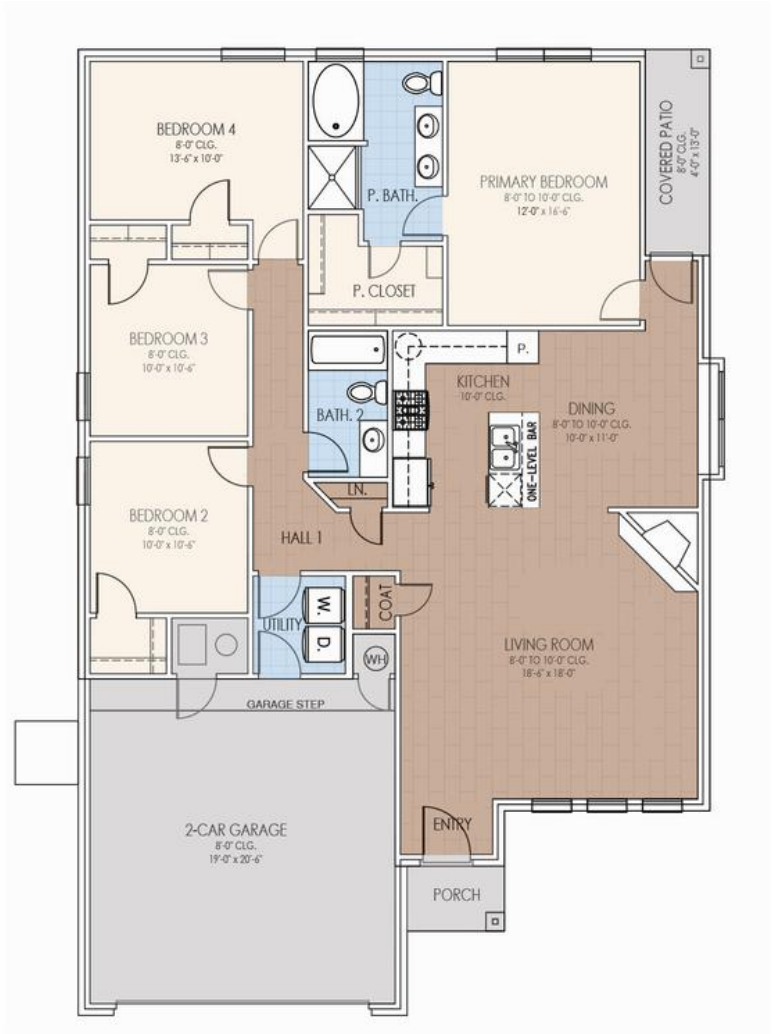 BEDROOM 4
8'-0" CLG.
13'-6" x 10'-0"
P. BATH.
PRIMARY BEDROOM
8'-0" TO 10'-0" CLG.
12'-0" x 16'-6"
COVERED PATIO
8'-0" CLG.
4'-0" x 13'-0"
P. CLOSET
BEDROOM 3
8'-0" CLG.
10'-0" x 10'-6"
P.
KITCHEN
10'-0" CLG.
BATH. 2
DINING
8'-0" TO 10'-0" CLG.
10'-0" x 11'-0"
ONE-LEVEL BAR
LN.
BEDROOM 2
8'-0" CLG.
10'-0" x 10'-6"
HALL 1
UTILITY
W.
D.
COAT
WH
LIVING ROOM
8'-0" TO 10'-0" CLG.
18'-6" x 18'-0"
GARAGE STEP
2-CAR GARAGE
8'-0" CLG.
19'-0" x 20'-6"
ENTRY
PORCH